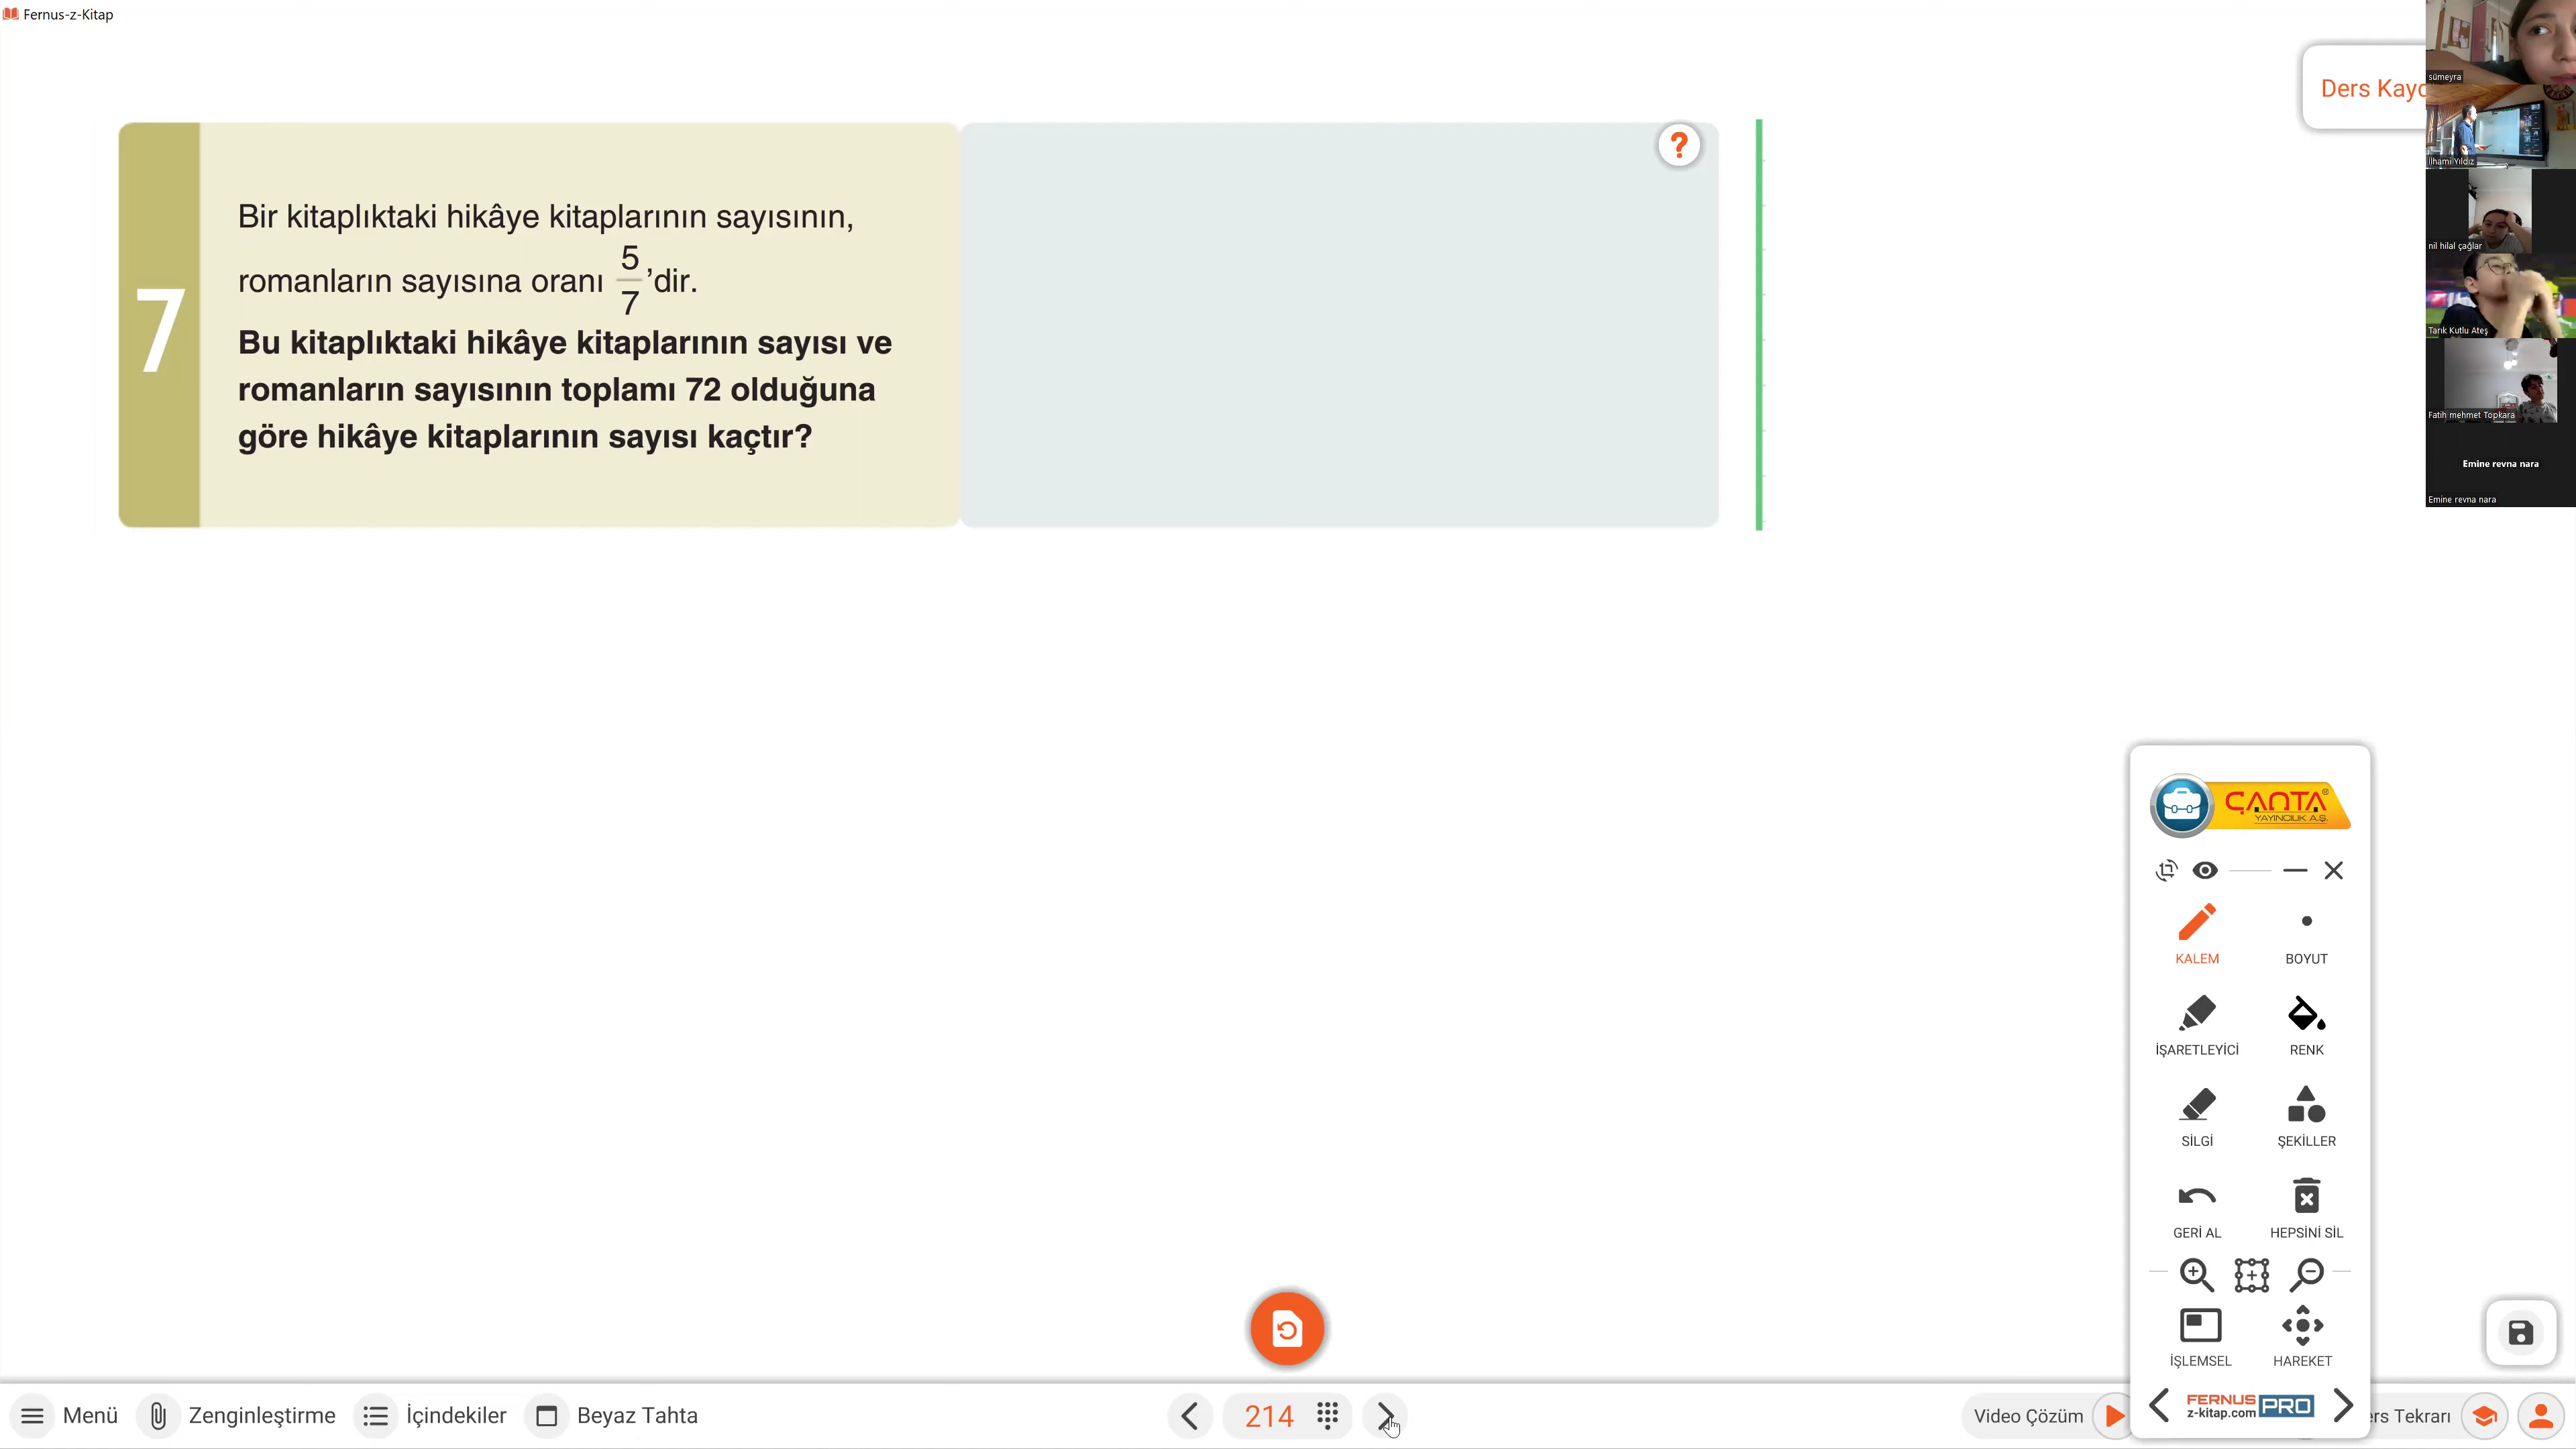 Fernus-z-Kitap
Ders Kayd
sümeyra
İlhami Yıldız
nil hilal çağlar
Tarık Kutlu Ateş
Fatih mehmet Topkara
Emine revna nara
Emine revna nara
7
Bir kitaplıktaki hikâye kitaplarının sayısının,
romanların sayısına oranı 5/7’dir.
Bu kitaplıktaki hikâye kitaplarının sayısı ve
romanların sayısının toplamı 72 olduğuna
göre hikâye kitaplarının sayısı kaçtır?
?
ÇANTA®
YAYINCILIK A.Ş.
KALEM
BOYUT
İŞARETLEYİCİ
RENK
SİLGİ
ŞEKİLLER
GERİ AL
HEPSİNİ SİL
İŞLEMSEL
HAREKET
FERNUS
z-kitap.com PRO
Menü
Zenginleştirme
İçindekiler
Beyaz Tahta
214
Video Çözüm
ers Tekrarı